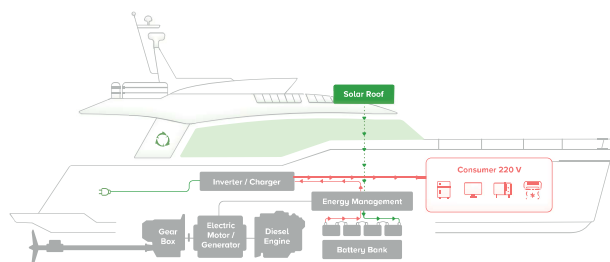 Solar Roof
Consumer 220 V
Inverter / Charger
Energy Management
Gear
Box
Electric
Motor /
Generator
Diesel
Engine
Battery Bank